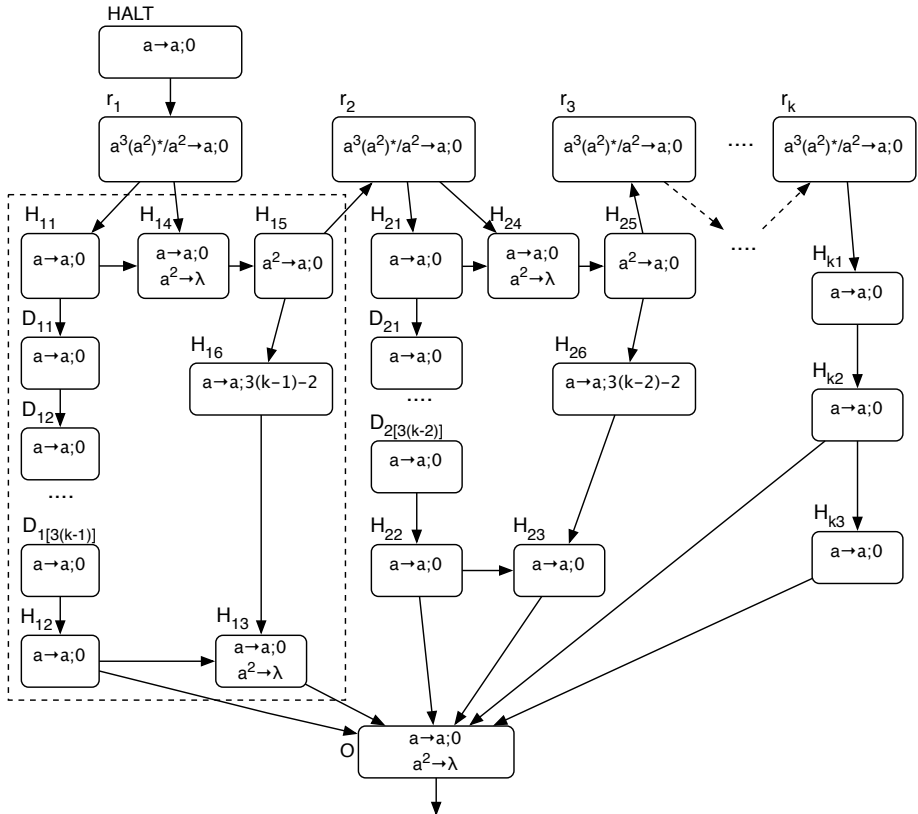 HALT
a→a;0
r₁ r₂ r₃ rₖ
a³(a²)*/a²→a;0 a³(a²)*/a²→a;0 a³(a²)*/a²→a;0 .... a³(a²)*/a²→a;0
H₁₁ H₁₄ H₁₅ H₂₁ H₂₄ H₂₅
a→a;0 a→a;0 a²→λ a²→a;0 a→a;0 a→a;0 a²→λ a²→a;0 ....
Hₖ₁
a→a;0
D₁₁ D₂₁
a→a;0 a→a;0
H₁₆ H₂₆
a→a;3(k-1)-2 a→a;3(k-2)-2
....
Hₖ₂
a→a;0
D₁₂
a→a;0
....
D₂[3(k-2)]
a→a;0
D₁[3(k-1)]
a→a;0
H₂₂ H₂₃ Hₖ₃
a→a;0 a→a;0 a→a;0
H₁₂ H₁₃
a→a;0 a→a;0
a²→λ
O
a→a;0
a²→λ